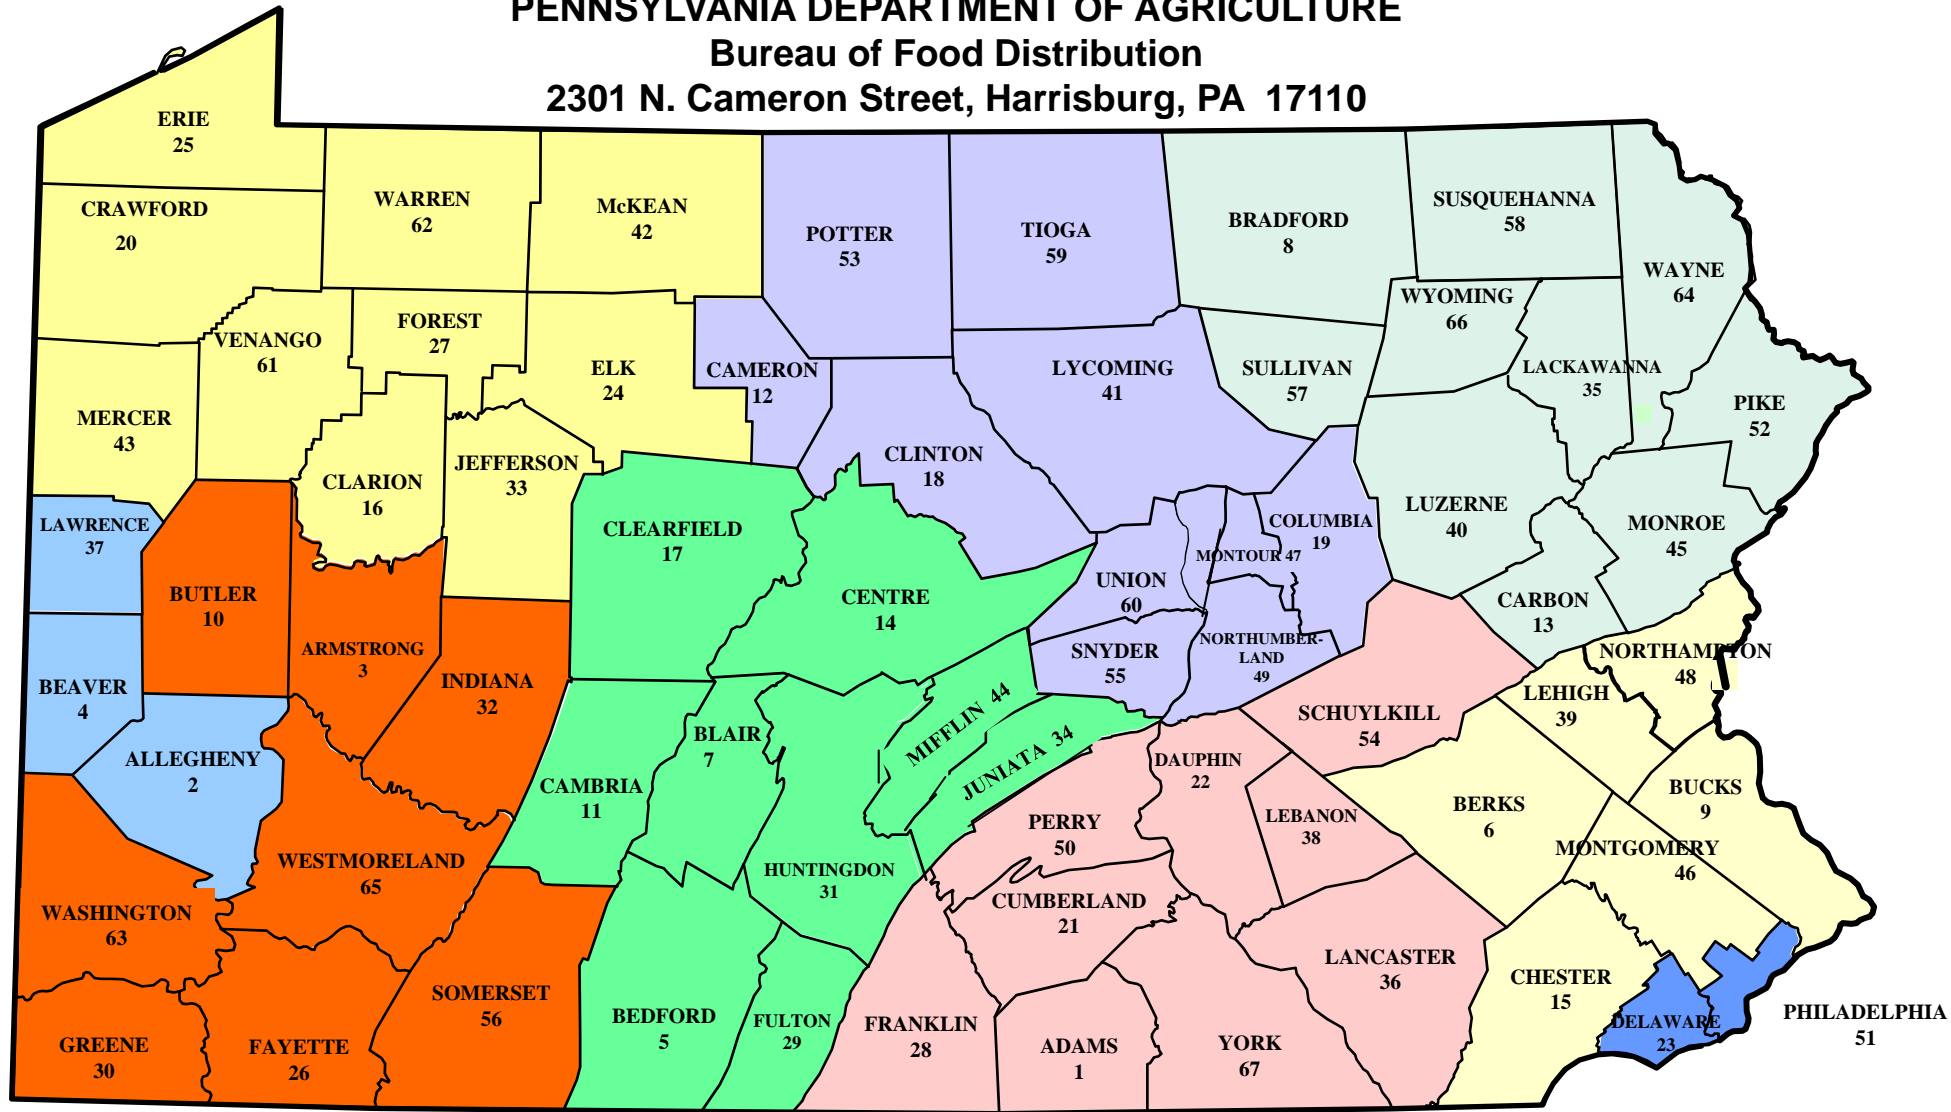 PENNSYLVANIA DEPARTMENT OF AGRICULTURE
Bureau of Food Distribution
2301 N. Cameron Street, Harrisburg, PA 17110
ERIE
25
CRAWFORD
20
WARREN
62
McKEAN
42
POTTER
53
TIOGA
59
BRADFORD
8
SUSQUEHANNA
58
WAYNE
64
WYOMING
66
VENANGO
61
FOREST
27
ELK
24
CAMERON
12
LYCOMING
41
SULLIVAN
57
LACKAWANNA
35
PIKE
52
MERCER
43
CLARION
16
JEFFERSON
33
CLINTON
18
LUZERNE
40
MONROE
45
LAWRENCE
37
CLEARFIELD
17
COLUMBIA
19
MONTOUR 47
UNION
60
BUTLER
10
CENTRE
14
CARBON
13
ARMSTRONG
3
SNYDER
55
NORTHUMBER-
LAND
49
NORTHAMPTON
48
BEAVER
4
INDIANA
32
LEHIGH
39
MIFFLIN 44
SCHUYLKILL
54
ALLEGHENY
2
BLAIR
7
JUNIATA 34
DAUPHIN
22
CAMBRIA
11
BERKS
6
BUCKS
9
PERRY
50
LEBANON
38
WESTMORELAND
65
HUNTINGDON
31
MONTGOMERY
46
WASHINGTON
63
CUMBERLAND
21
LANCASTER
36
CHESTER
15
SOMERSET
56
BEDFORD
5
FULTON
29
FRANKLIN
28
GREENE
30
FAYETTE
26
ADAMS
1
YORK
67
DELAWARE
23
PHILADELPHIA
51